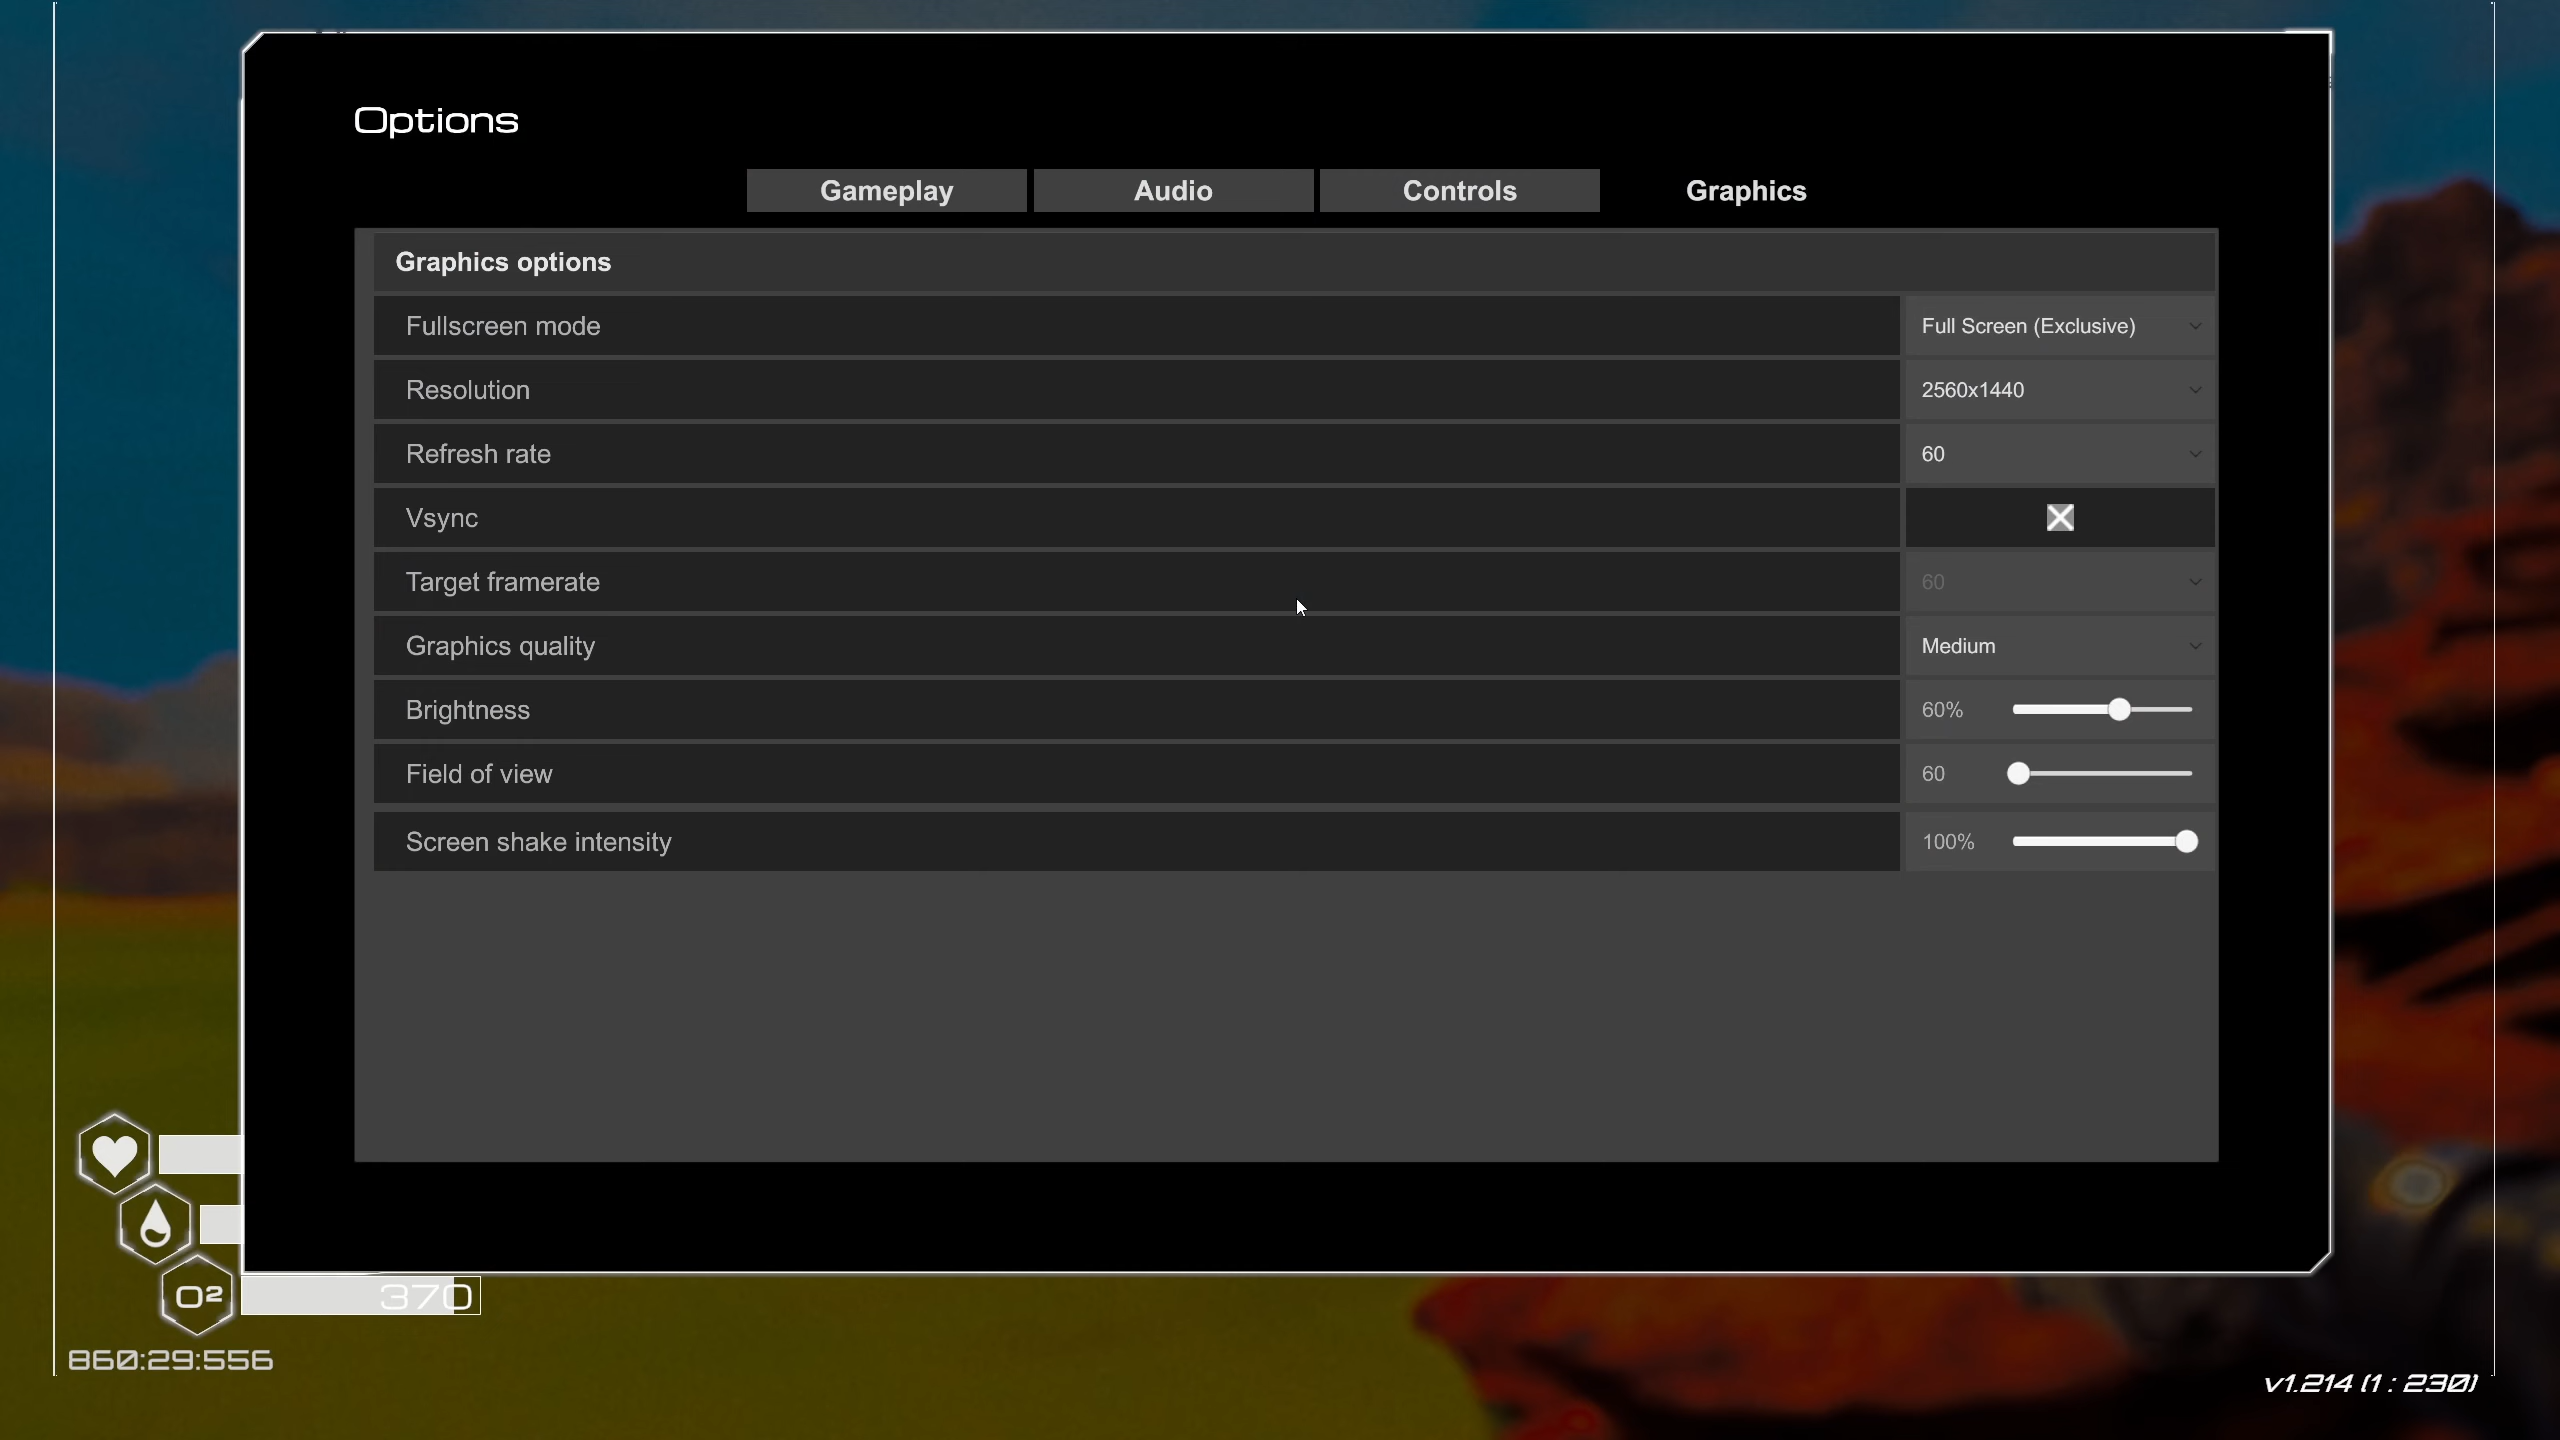 Options
Gameplay Audio Controls Graphics
Graphics options
Fullscreen mode Full Screen (Exclusive)
Resolution 2560x1440
Refresh rate 60
Vsync
Target framerate 60
Graphics quality Medium
Brightness 60%
Field of view 60
Screen shake intensity 100%
O²
370
860:29:556
v1.214 (1 : 230)